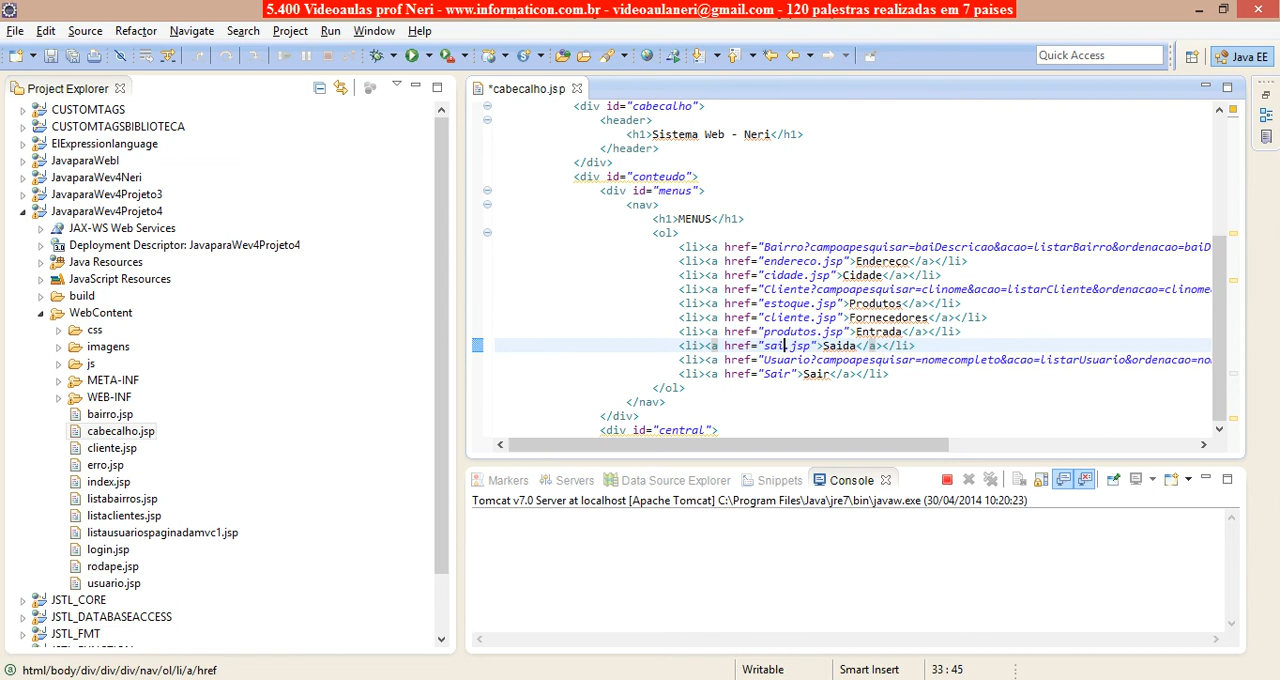 5.400 Videoaulas prof Neri - www.informaticon.com.br - videoaulaneri@gmail.com - 120 palestras realizadas em 7 paises
File Edit Source Refactor Navigate Search Project Run Window Help
Quick Access
Java EE
Project Explorer
CUSTOMTAGS
CUSTOMTAGSBIBLIOTECA
ElExpressionlanguage
JavaparaWebI
JavaparaWev4Neri
JavaparaWev4Projeto3
JavaparaWev4Projeto4
JAX-WS Web Services
Deployment Descriptor: JavaparaWev4Projeto4
Java Resources
JavaScript Resources
build
WebContent
css
imagens
js
META-INF
WEB-INF
bairro.jsp
cabecalho.jsp
cliente.jsp
erro.jsp
index.jsp
listabairros.jsp
listaclientes.jsp
listausuariospaginadamvc1.jsp
login.jsp
rodape.jsp
usuario.jsp
JSTL_CORE
JSTL_DATABASEACCESS
JSTL_FMT
*cabecalho.jsp
<div id="cabecalho">
<header>
<h1>Sistema Web - Neri</h1>
</header>
</div>
<div id="conteudo">
<div id="menus">
<nav>
<h1>MENUS</h1>
<ol>
<li><a href="Bairro?campoapesquisar=baiDescricao&acao=listarBairro&ordenacao=baiD
<li><a href="endereco.jsp">Endereco</a></li>
<li><a href="cidade.jsp">Cidade</a></li>
<li><a href="Cliente?campoapesquisar=clinome&acao=listarCliente&ordenacao=clinome
<li><a href="estoque.jsp">Produtos</a></li>
<li><a href="cliente.jsp">Fornecedores</a></li>
<li><a href="produtos.jsp">Entrada</a></li>
<li><a href="sai.jsp">Saida</a></li>
<li><a href="Usuario?campoapesquisar=nomecompleto&acao=listarUsuario&ordenacao=no
<li><a href="Sair">Sair</a></li>
</ol>
</nav>
</div>
<div id="central">
Markers Servers Data Source Explorer Snippets Console
Tomcat v7.0 Server at localhost [Apache Tomcat] C:\Program Files\Java\jre7\bin\javaw.exe (30/04/2014 10:20:23)
html/body/div/div/div/nav/ol/li/a/href
Writable
Smart Insert
33 : 45